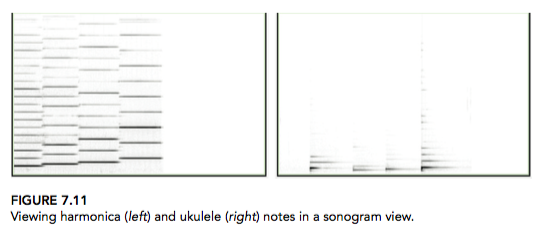 FIGURE 7.11
Viewing harmonica (left) and ukulele (right) notes in a sonogram view.